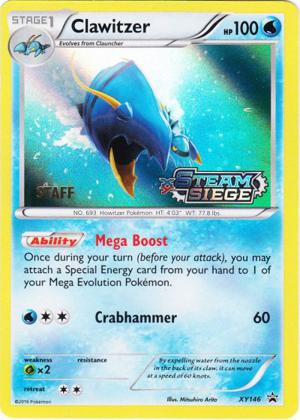 STAGE1
Clawitzer
HP100
Evolves from Clauncher
STAFF
XY
STEAM
SIEGE
NO. 693 Howitzer Pokémon. HT. 4'03" WT. 77.8 lbs.
Ability Mega Boost
Once during your turn (before your attack), you may
attach a Special Energy card from your hand to 1 of
your Mega Evolution Pokémon.
Crabhammer 60
weakness
resistance
×2
retreat
By expelling water from the nozzle
in the back of its claw, it can move
at a speed of 60 knots.
Illus. Mitsuhiro Arita
©2016 Pokémon
XY146
PROMO